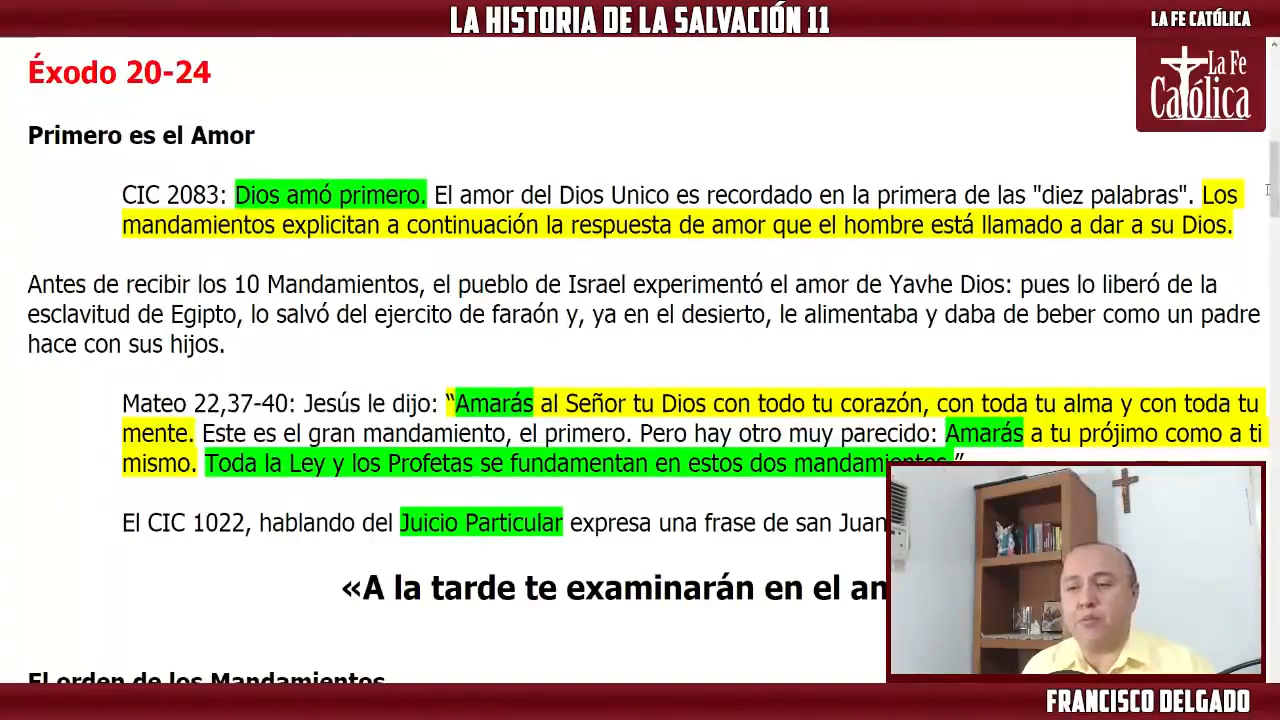 LA HISTORIA DE LA SALVACIÓN 11
LA FE CATÓLICA
La Fe
Católica
Éxodo 20-24
Primero es el Amor
CIC 2083: Dios amó primero. El amor del Dios Unico es recordado en la primera de las "diez palabras". Los
mandamientos explicitan a continuación la respuesta de amor que el hombre está llamado a dar a su Dios.
Antes de recibir los 10 Mandamientos, el pueblo de Israel experimentó el amor de Yavhe Dios: pues lo liberó de la
esclavitud de Egipto, lo salvó del ejercito de faraón y, ya en el desierto, le alimentaba y daba de beber como un padre
hace con sus hijos.
Mateo 22,37-40: Jesús le dijo: “Amarás al Señor tu Dios con todo tu corazón, con toda tu alma y con toda tu
mente. Este es el gran mandamiento, el primero. Pero hay otro muy parecido: Amarás a tu prójimo como a ti
mismo. Toda la Ley y los Profetas se fundamentan en estos dos mandamientos.”
El CIC 1022, hablando del Juicio Particular expresa una frase de san Juan
«A la tarde te examinarán en el am
El orden de los Mandamientos
FRANCISCO DELGADO